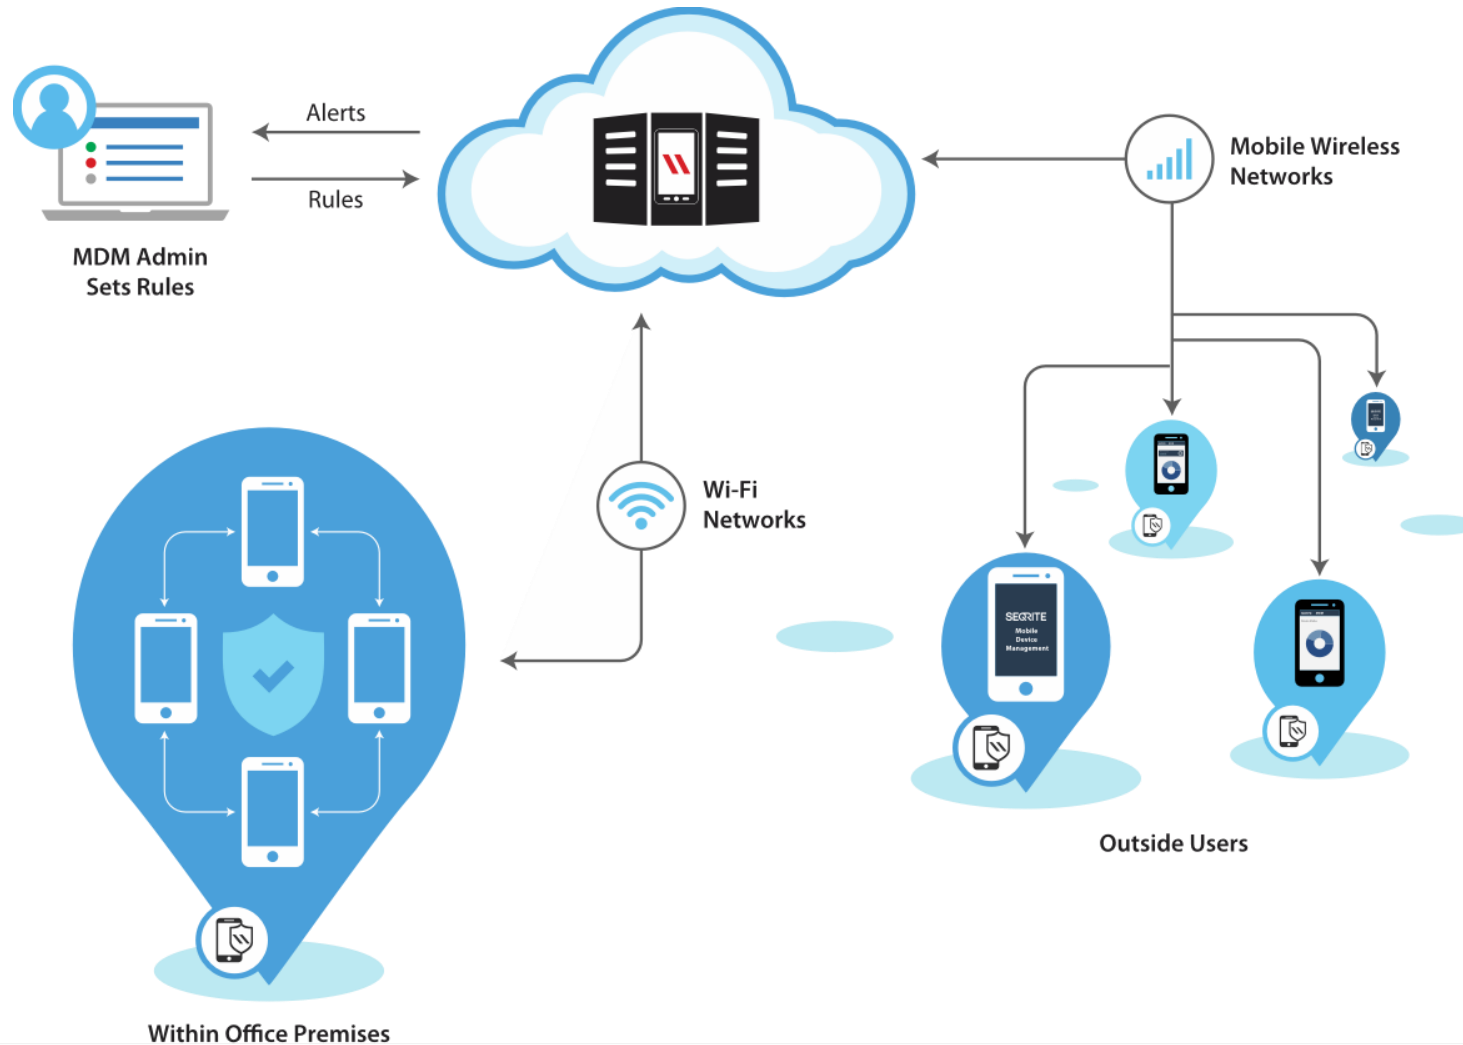 Alerts
Rules
MDM Admin
Sets Rules
Mobile Wireless
Networks
Wi-Fi
Networks
SEQRITE
Mobile
Device
Management
Outside Users
Within Office Premises